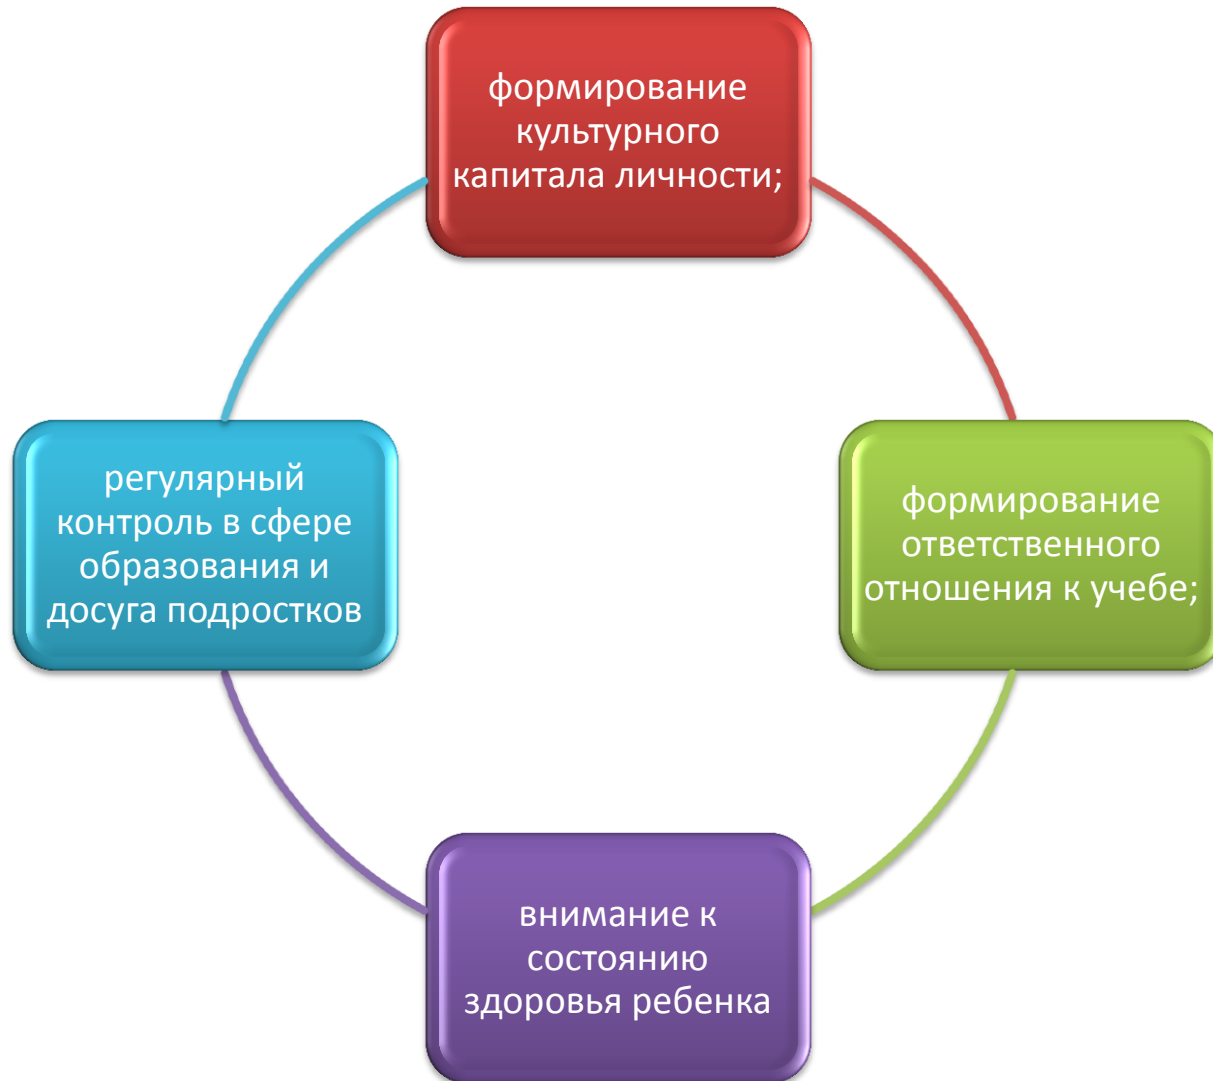 формирование
культурного
капитала личности;
формирование
ответственного
отношения к учебе;
внимание к
состоянию
здоровья ребенка
регулярный
контроль в сфере
образования и
досуга подростков